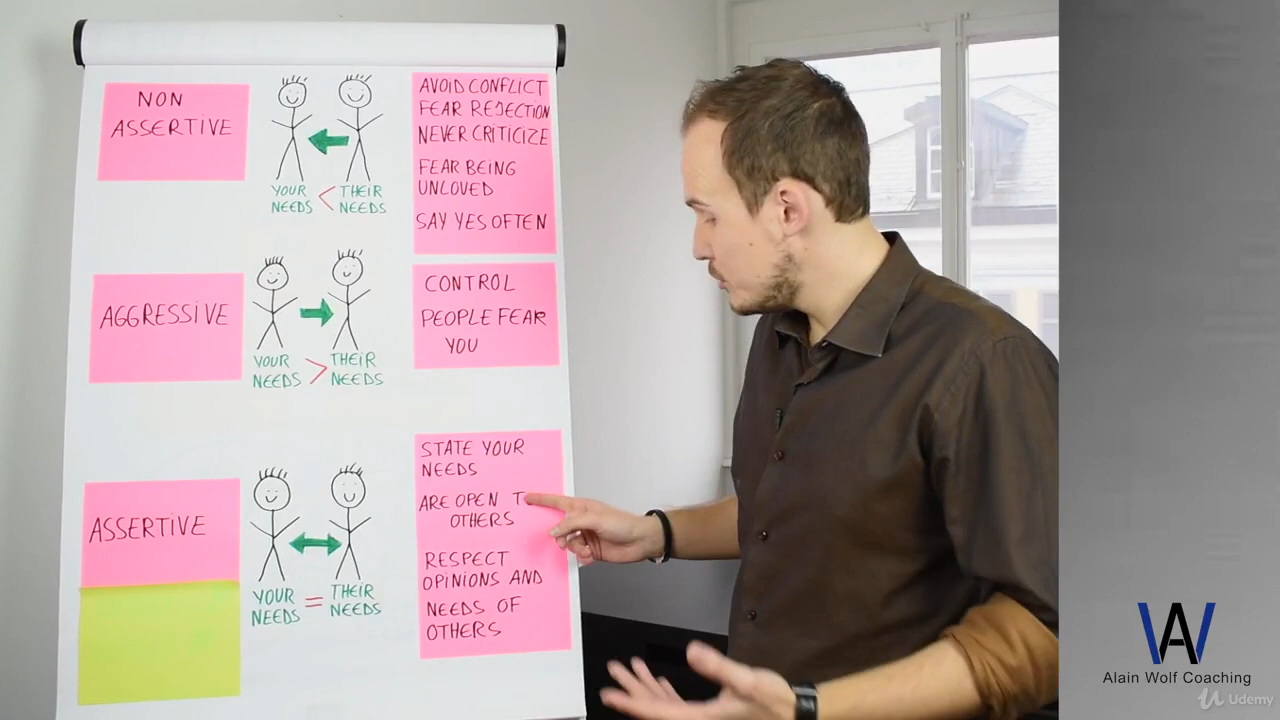 NON
ASSERTIVE
YOUR < THEIR
NEEDS NEEDS
AVOID CONFLICT
FEAR REJECTION
NEVER CRITICIZE
FEAR BEING
UNLOVED
SAY YES OFTEN
AGGRESSIVE
YOUR > THEIR
NEEDS NEEDS
CONTROL
PEOPLE FEAR
YOU
ASSERTIVE
YOUR = THEIR
NEEDS NEEDS
STATE YOUR
NEEDS
ARE OPEN T
OTHERS
RESPECT
OPINIONS AND
NEEDS OF
OTHERS
AW
Alain Wolf Coaching
Udemy